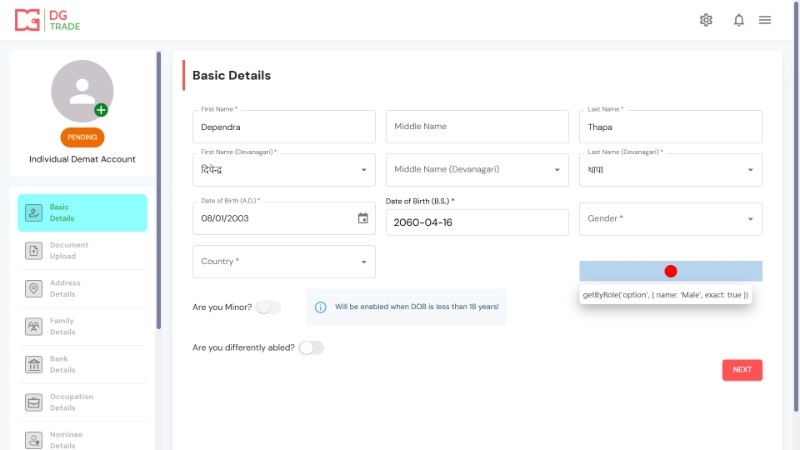 DG
TRADE
PENDING
Individual Demat Account
Basic
Details
Document
Upload
Address
Details
Family
Details
Bank
Details
Occupation
Details
Nominee
Details
Basic Details
First Name *
Dependra
Middle Name
Last Name *
Thapa
First Name (Devanagari) *
दिपेन्द्र
Middle Name (Devanagari)
Last Name (Devanagari) *
थापा
Date of Birth (A.D.) *
08/01/2003
Date of Birth (B.S.) *
2060-04-16
Gender *
Country *
getByRole('option', { name: 'Male', exact: true })
Are you Minor?
Will be enabled when DOB is less than 18 years!
Are you differently abled?
NEXT